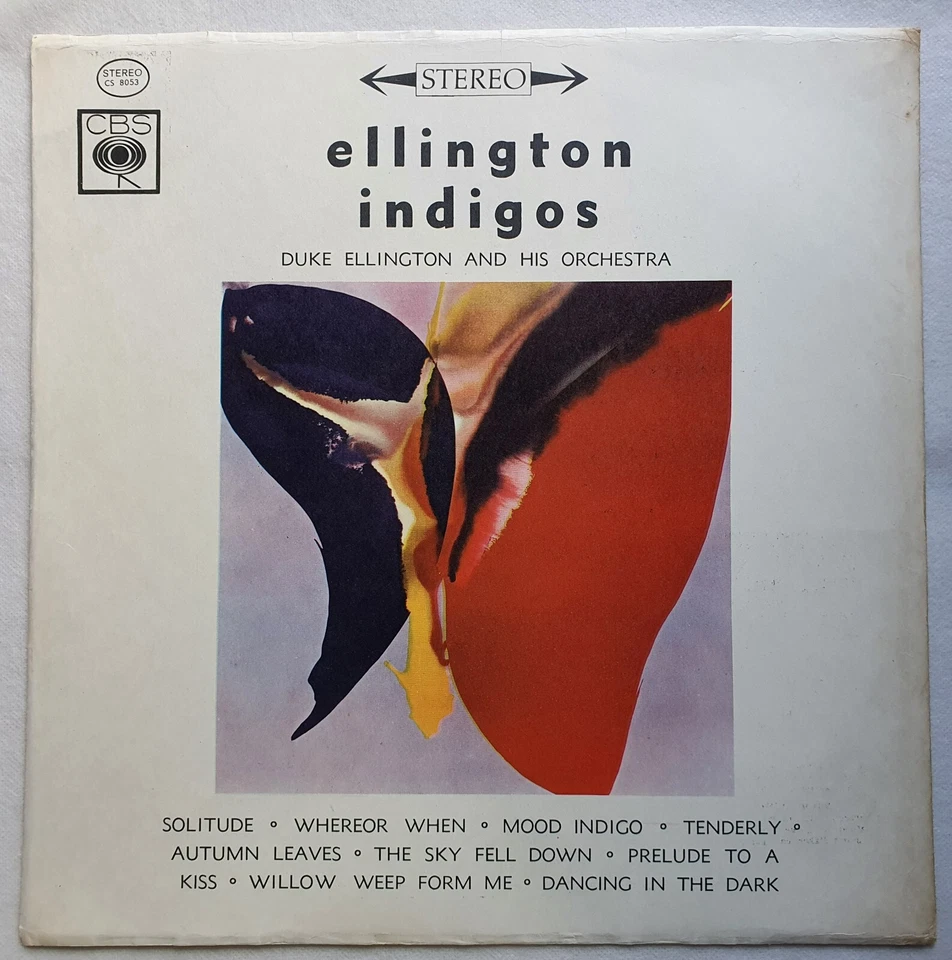 STEREO
CS 8053
CBS
STEREO
ellington
indigos
DUKE ELLINGTON AND HIS ORCHESTRA
SOLITUDE ∘ WHEREOR WHEN ∘ MOOD INDIGO ∘ TENDERLY ∘
AUTUMN LEAVES ∘ THE SKY FELL DOWN ∘ PRELUDE TO A
KISS ∘ WILLOW WEEP FORM ME ∘ DANCING IN THE DARK